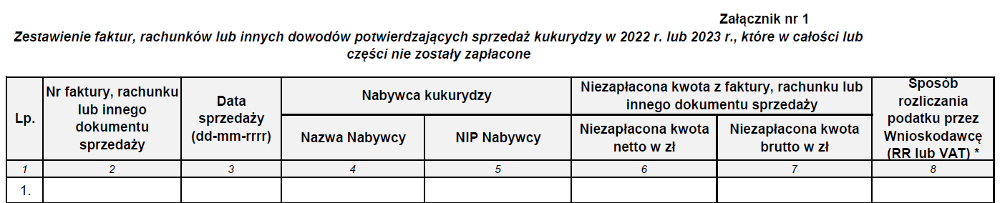 Załącznik nr 1
Zestawienie faktur, rachunków lub innych dowodów potwierdzających sprzedaż kukurydzy w 2022 r. lub 2023 r., które w całości lub
części nie zostały zapłacone
Lp.
Nr faktury, rachunku
lub innego
dokumentu
sprzedaży
Data
sprzedaży
(dd-mm-rrrr)
Nabywca kukurydzy
Nazwa Nabywcy
NIP Nabywcy
Niezapłacona kwota z faktury, rachunku lub
innego dokumentu sprzedaży
Niezapłacona kwota
netto w zł
Niezapłacona kwota
brutto w zł
Sposób
rozliczania
podatku przez
Wnioskodawcę
(RR lub VAT) *
1 2 3 4 5 6 7 8
1.